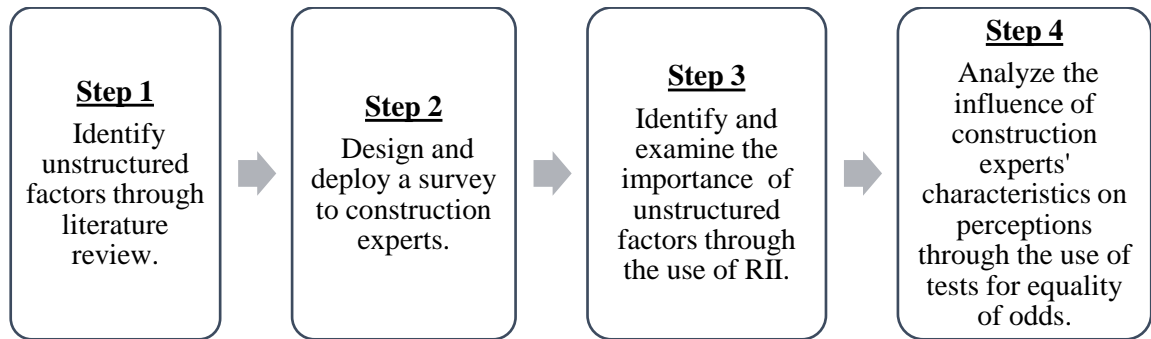 Step 1
Identify
unstructured
factors through
literature
review.
Step 2
Design and
deploy a survey
to construction
experts.
Step 3
Identify and
examine the
importance of
unstructured
factors through
the use of RII.
Step 4
Analyze the
influence of
construction
experts'
characteristics on
perceptions
through the use of
tests for equality
of odds.